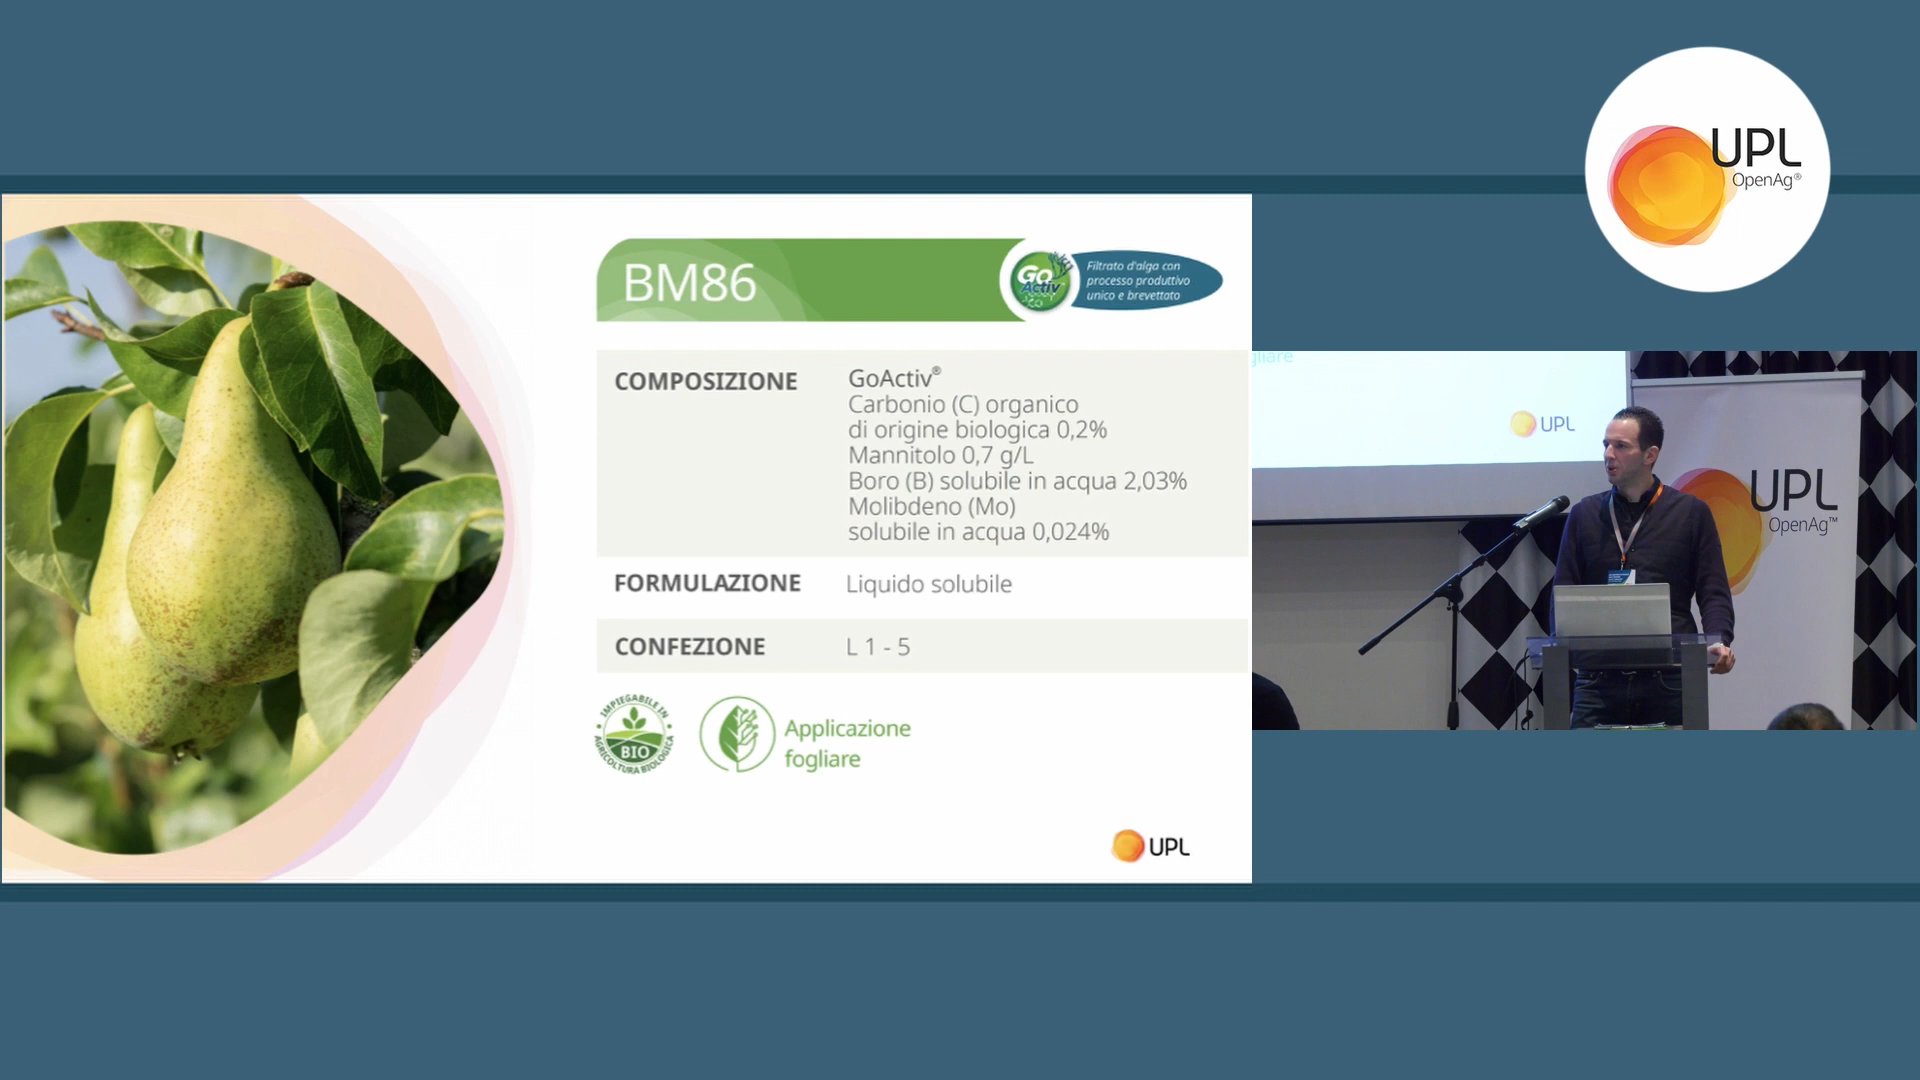 UPL
OpenAg®
BM86
Go
Activ
Filtrato d'alga con
processo produttivo
unico e brevettato
COMPOSIZIONE
GoActiv®
Carbonio (C) organico
di origine biologica 0,2%
Mannitolo 0,7 g/L
Boro (B) solubile in acqua 2,03%
Molibdeno (Mo)
solubile in acqua 0,024%
FORMULAZIONE
Liquido solubile
CONFEZIONE
L 1 - 5
IMPIEGABILE IN
AGRICOLTURA BIOLOGICA
BIO
Applicazione
fogliare
UPL
gliare
UPL
UPL
OpenAg™